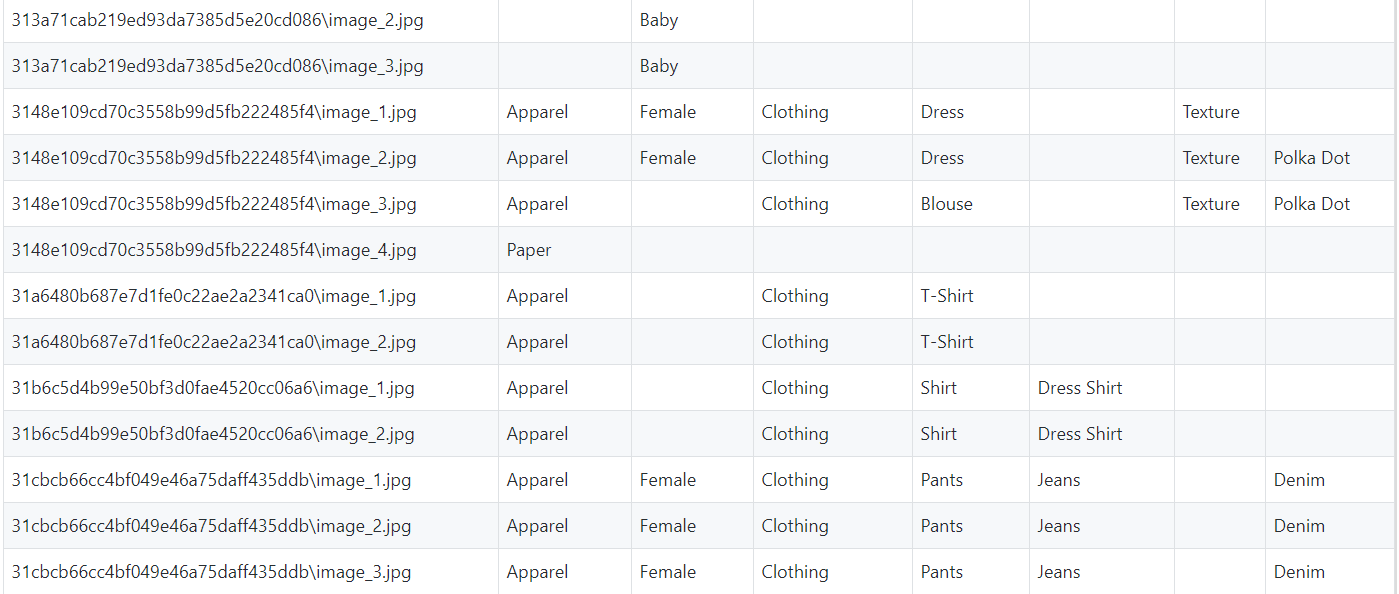 313a71cab219ed93da7385d5e20cd086\image_2.jpg Baby
313a71cab219ed93da7385d5e20cd086\image_3.jpg Baby
3148e109cd70c3558b99d5fb222485f4\image_1.jpg Apparel Female Clothing Dress Texture
3148e109cd70c3558b99d5fb222485f4\image_2.jpg Apparel Female Clothing Dress Texture Polka Dot
3148e109cd70c3558b99d5fb222485f4\image_3.jpg Apparel Clothing Blouse Texture Polka Dot
3148e109cd70c3558b99d5fb222485f4\image_4.jpg Paper
31a6480b687e7d1fe0c22ae2a2341ca0\image_1.jpg Apparel Clothing T-Shirt
31a6480b687e7d1fe0c22ae2a2341ca0\image_2.jpg Apparel Clothing T-Shirt
31b6c5d4b99e50bf3d0fae4520cc06a6\image_1.jpg Apparel Clothing Shirt Dress Shirt
31b6c5d4b99e50bf3d0fae4520cc06a6\image_2.jpg Apparel Clothing Shirt Dress Shirt
31cbcb66cc4bf049e46a75daff435ddb\image_1.jpg Apparel Female Clothing Pants Jeans Denim
31cbcb66cc4bf049e46a75daff435ddb\image_2.jpg Apparel Female Clothing Pants Jeans Denim
31cbcb66cc4bf049e46a75daff435ddb\image_3.jpg Apparel Female Clothing Pants Jeans Denim